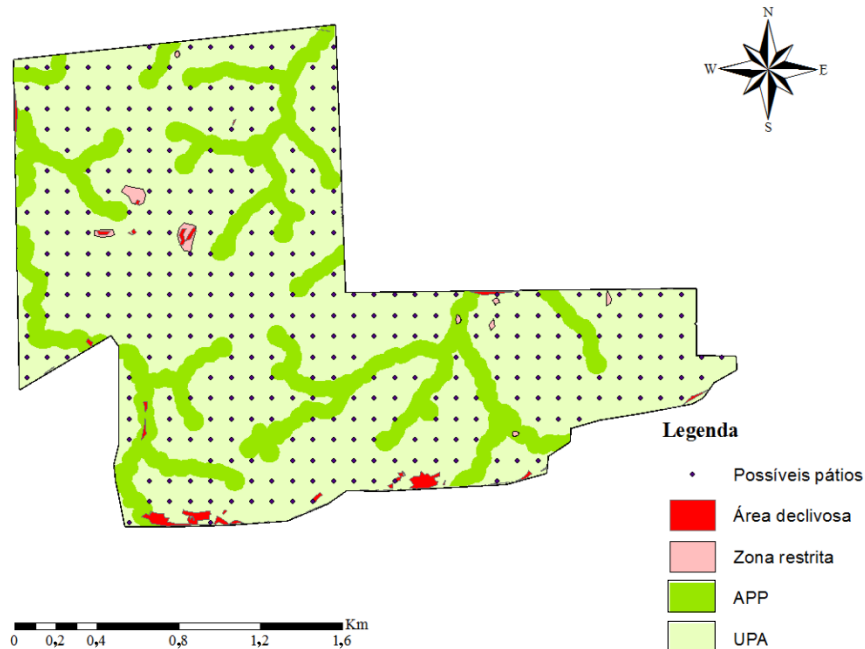 N
W E
S
Legenda
Possíveis pátios
Área declivosa
Zona restrita
APP
UPA
Km
0 0,2 0,4 0,8 1,2 1,6